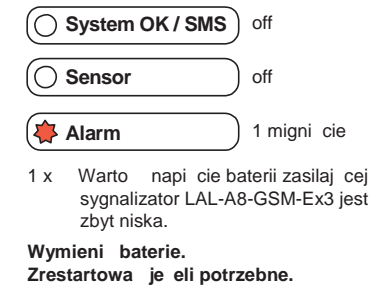 System OK / SMS off
Sensor off
Alarm 1 migni cie
1 x Warto napi cie baterii zasilaj cej
sygnalizator LAL-A8-GSM-Ex3 jest
zbyt niska.
Wymieni baterie.
Zrestartowa je eli potrzebne.